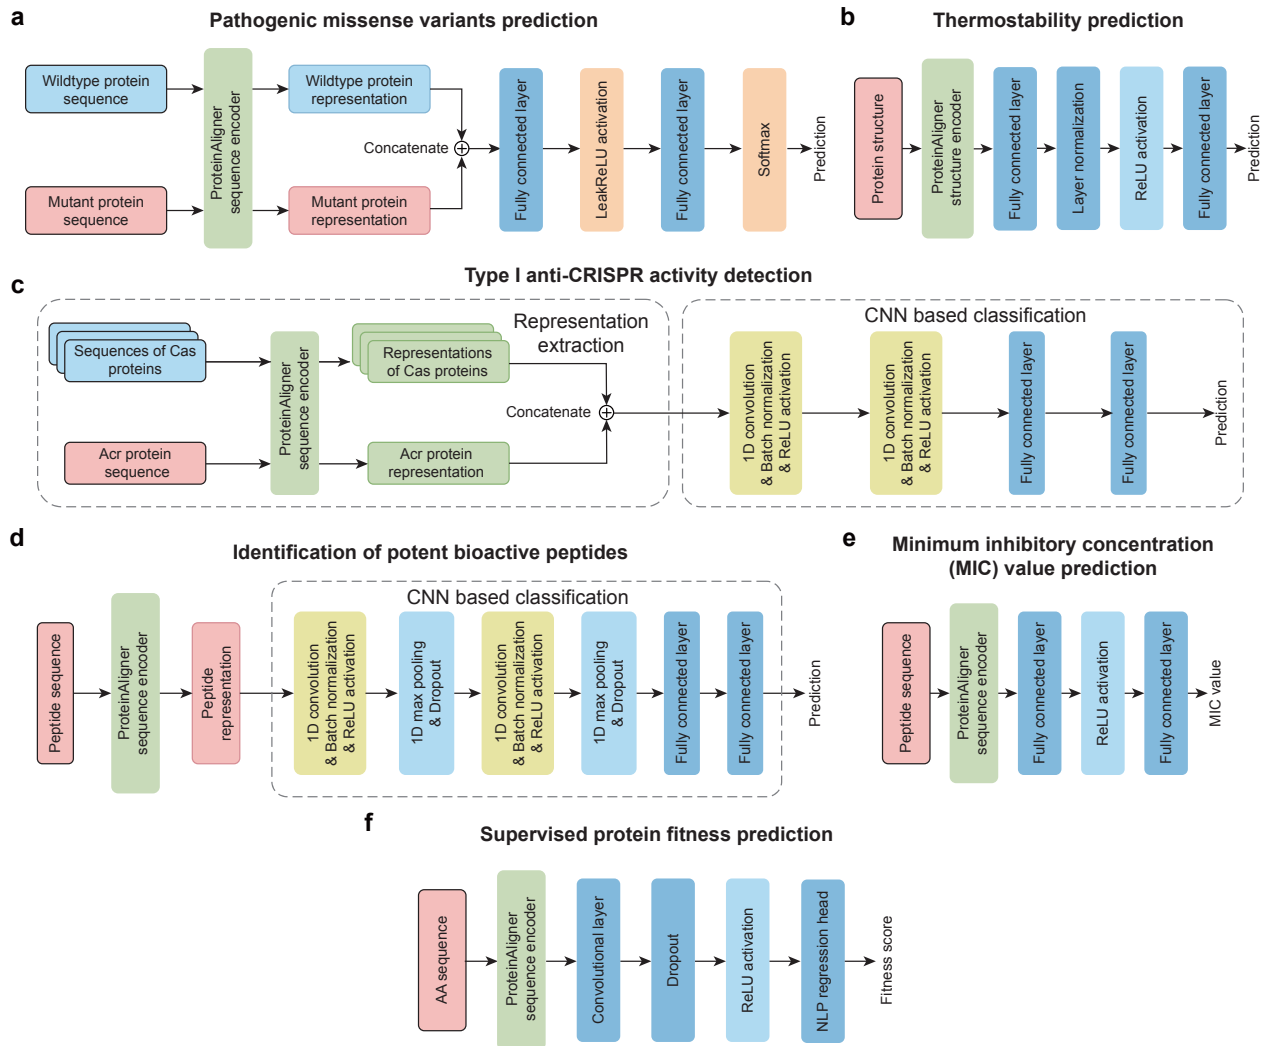 a
Pathogenic missense variants prediction
Wildtype protein
sequence
Mutant protein
sequence
ProteinAligner
sequence encoder
Wildtype protein
representation
Mutant protein
representation
Concatenate
Fully connected layer
LeakReLU activation
Fully connected layer
Softmax
Prediction
b
Thermostability prediction
Protein structure
ProteinAligner
structure encoder
Fully connected layer
Layer normalization
ReLU activation
Fully connected layer
Prediction
c
Type I anti-CRISPR activity detection
Sequences of Cas
proteins
Acr protein
sequence
ProteinAligner
sequence encoder
Representations
of Cas proteins
Acr protein
representation
Representation
extraction
Concatenate
CNN based classification
1D convolution
& Batch normalization
& ReLU activation
1D convolution
& Batch normalization
& ReLU activation
Fully connected layer
Fully connected layer
Prediction
d
Identification of potent bioactive peptides
Peptide sequence
ProteinAligner
sequence encoder
Peptide
representation
CNN based classification
1D convolution
& Batch normalization
& ReLU activation
1D max pooling
& Dropout
1D convolution
& Batch normalization
& ReLU activation
1D max pooling
& Dropout
Fully connected layer
Fully connected layer
Prediction
e
Minimum inhibitory concentration
(MIC) value prediction
Peptide sequence
ProteinAligner
sequence encoder
Fully connected layer
ReLU activation
Fully connected layer
MIC value
f
Supervised protein fitness prediction
AA sequence
ProteinAligner
sequence encoder
Convolutional layer
Dropout
ReLU activation
NLP regression head
Fitness score